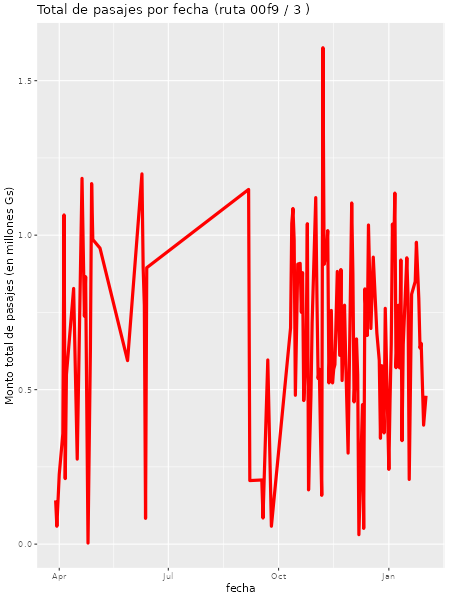 Total de pasajes por fecha (ruta 00f9 / 3 )
Monto total de pasajes (en millones Gs)
1.5
1.0
0.5
0.0
Apr Jul Oct Jan
fecha